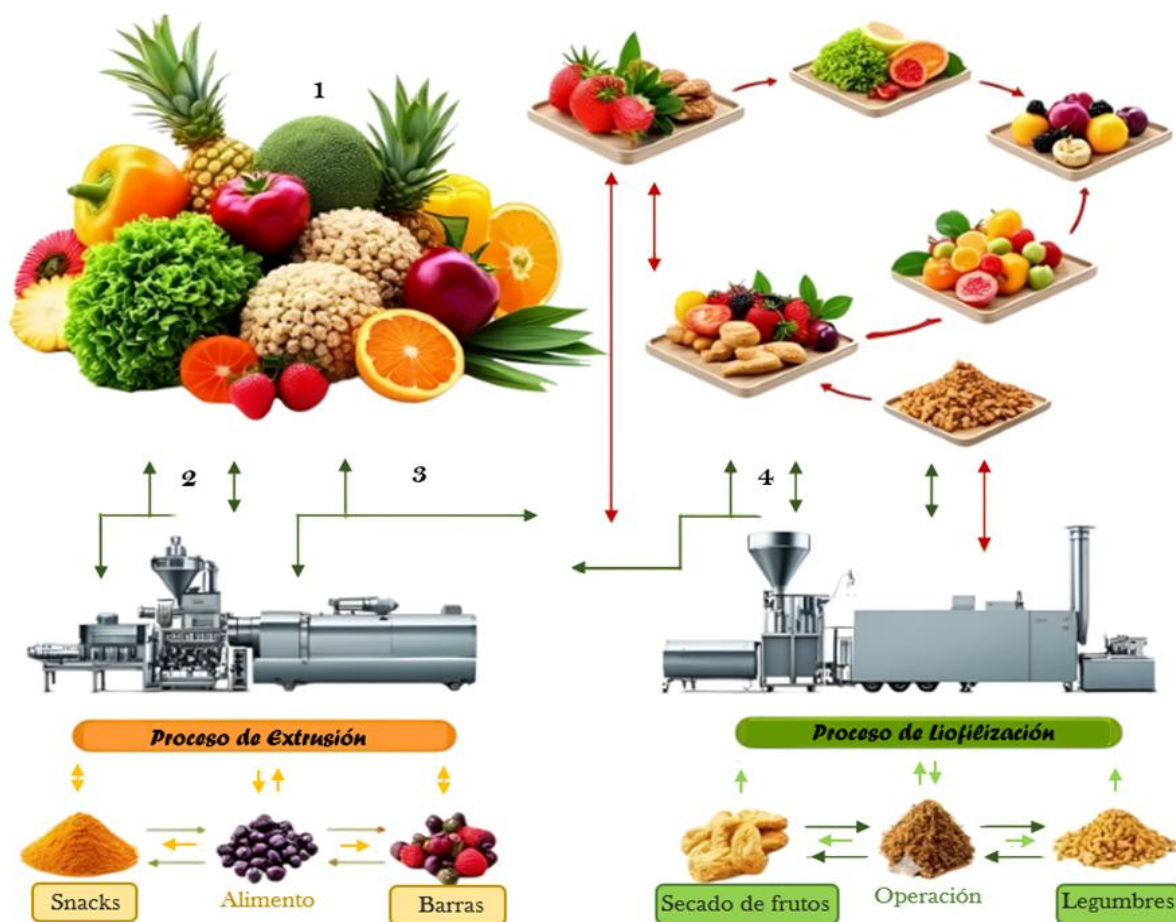 1
2
3
4
Proceso de Extrusión
Proceso de Liofilización
Snacks
Alimento
Barras
Secado de frutos
Operación
Legumbres